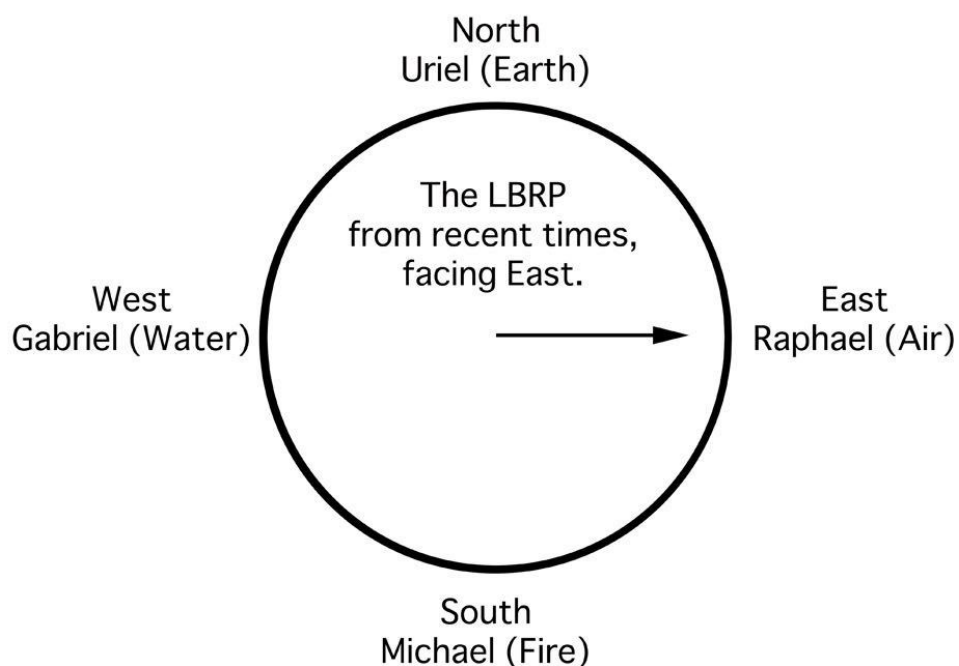 North
Uriel (Earth)
The LBRP
from recent times,
facing East.
West
Gabriel (Water)
East
Raphael (Air)
South
Michael (Fire)